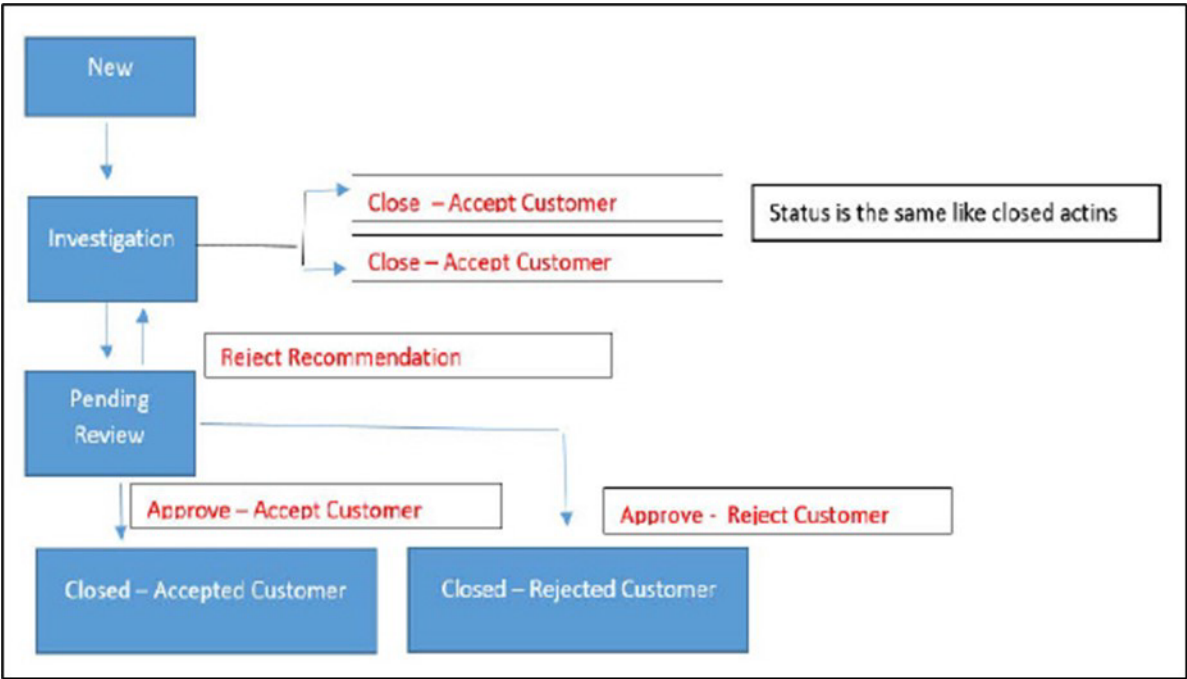 New
Close – Accept Customer
Status is the same like closed actins
Investigation
Close – Accept Customer
Reject Recommendation
Pending
Review
Approve – Accept Customer
Approve - Reject Customer
Closed – Accepted Customer
Closed – Rejected Customer